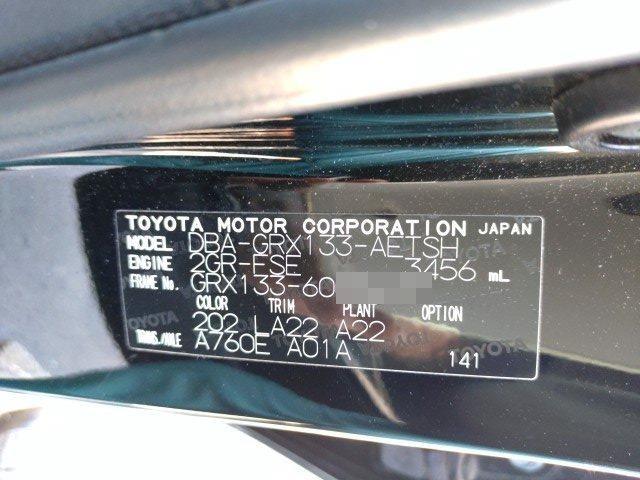 TOYOTA MOTOR CORPORATION JAPAN
MODEL DBA-GRX133-AETSH
ENGINE 2GR-FSE 3456 mL
FRAME No. GRX133-60
COLOR TRIM PLANT OPTION
202 LA22 A22
TRANS./AXLE A760E A01A
141